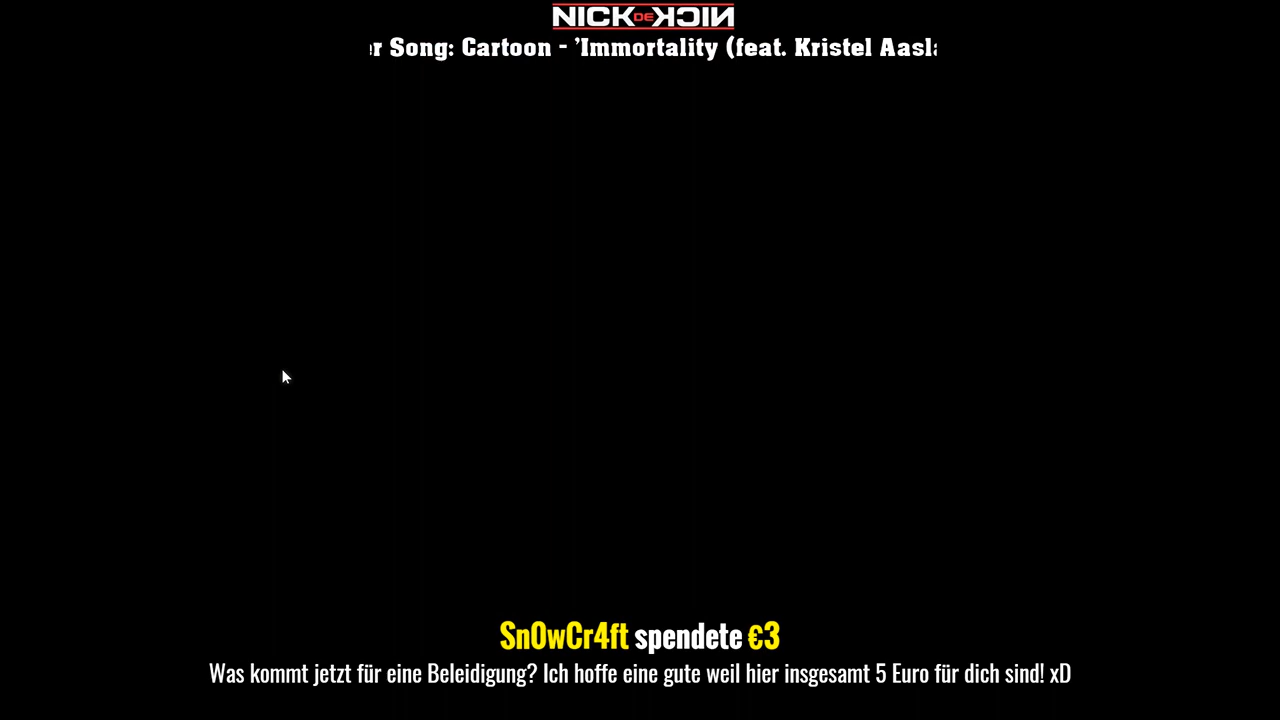 NICK DE KCIN
Song: Cartoon - 'Immortality (feat. Kristel
Sn0wCr4ft spendete €3
Was kommt jetzt für eine Beleidigung? Ich hoffe eine gute weil hier insgesamt 5 Euro für dich sind! xD